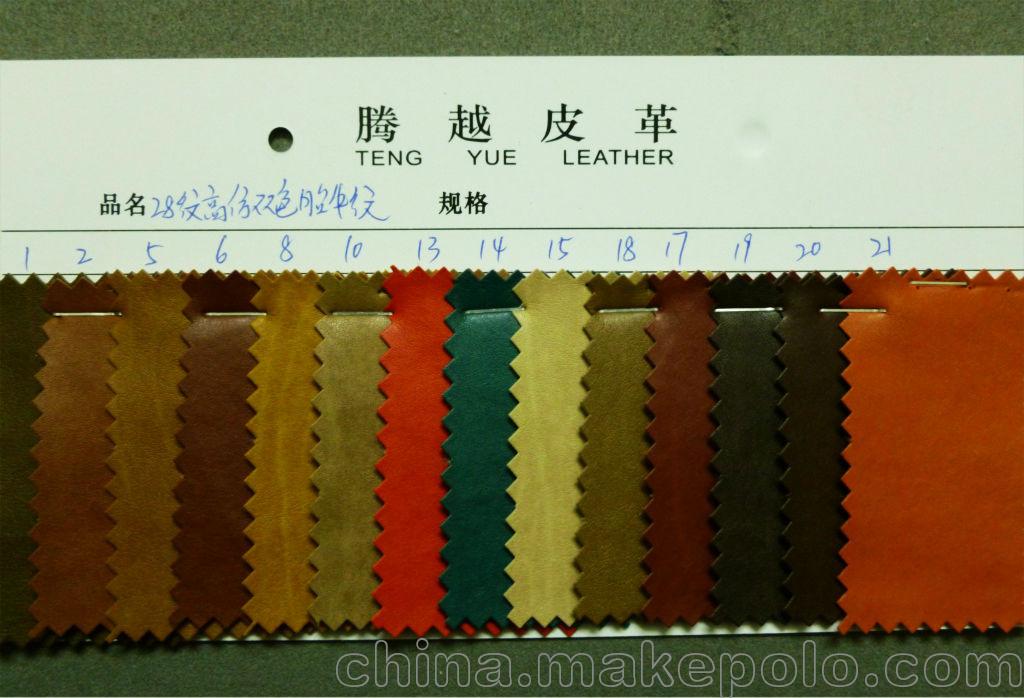 腾越皮革
TENG YUE LEATHER
品名 28纹高仿双色胎牛纹 规格
1 2 5 6 8 10 13 14 15 18 17 19 20 21
china.makepolo.com